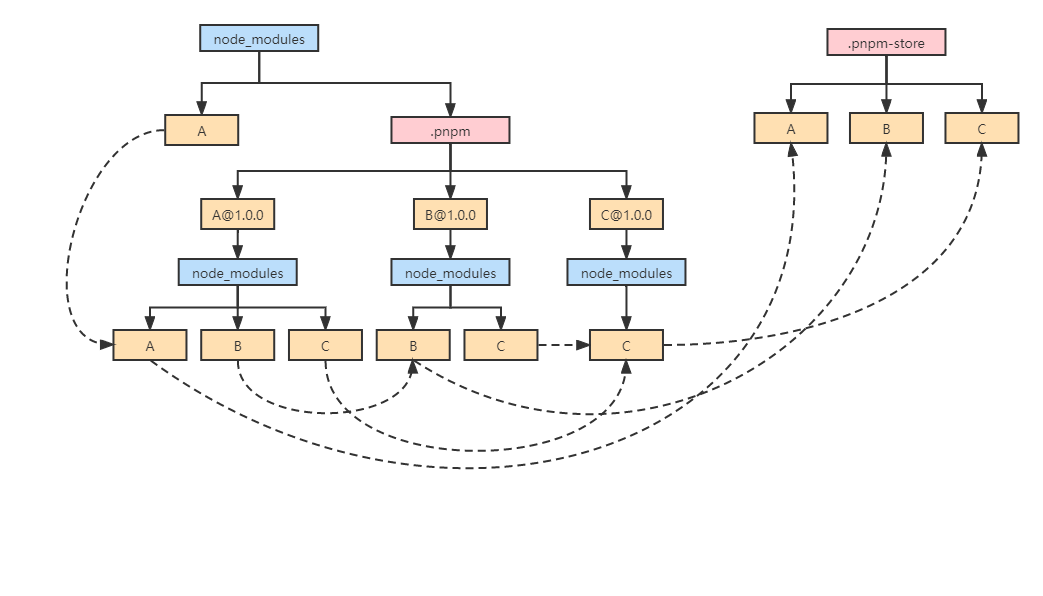 node_modules
.pnpm-store
A
.pnpm
A
B
C
A@1.0.0
B@1.0.0
C@1.0.0
node_modules
node_modules
node_modules
A
B
C
B
C
C